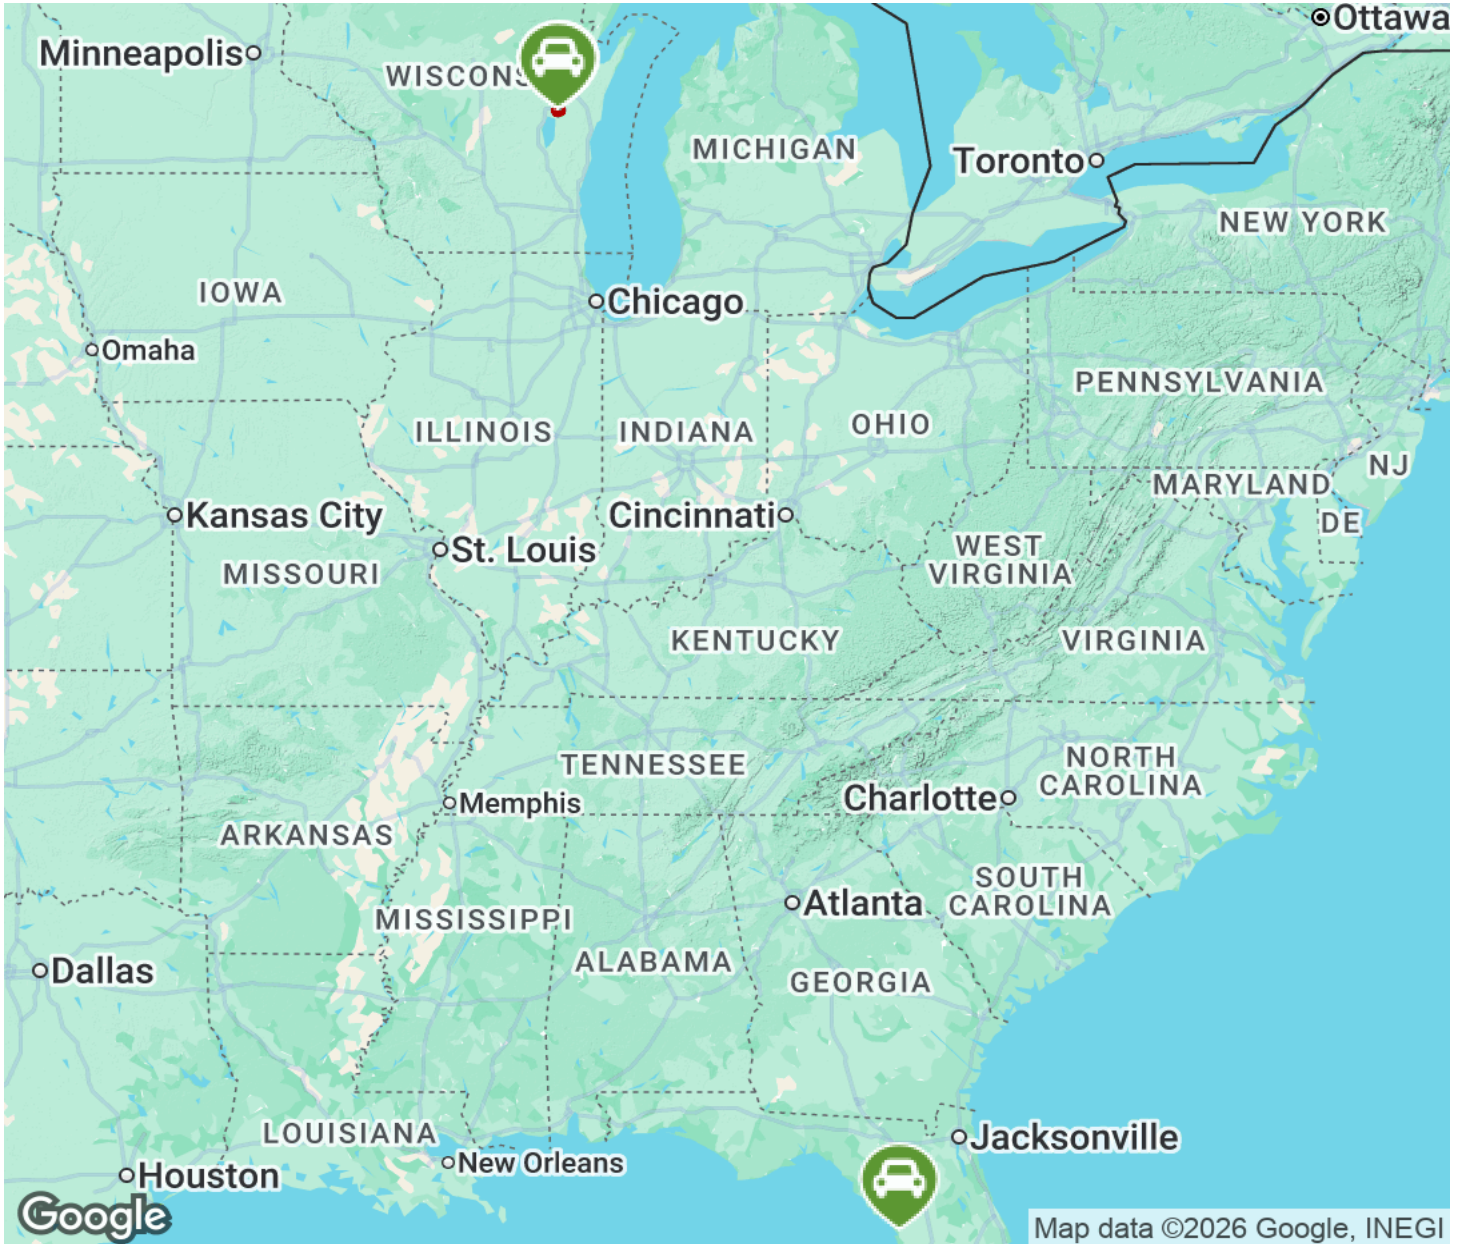 Ottawa
Minneapolis
WISCONS
MICHIGAN
Toronto
NEW YORK
IOWA
Chicago
Omaha
PENNSYLVANIA
ILLINOIS
INDIANA
OHIO
NJ
MARYLAND
Kansas City
Cincinnati
DE
St. Louis
WEST
VIRGINIA
MISSOURI
KENTUCKY
VIRGINIA
TENNESSEE
NORTH
CAROLINA
Memphis
Charlotte
ARKANSAS
SOUTH
CAROLINA
Atlanta
MISSISSIPPI
ALABAMA
Dallas
GEORGIA
LOUISIANA
Jacksonville
New Orleans
Houston
Google
Map data ©2026 Google, INEGI